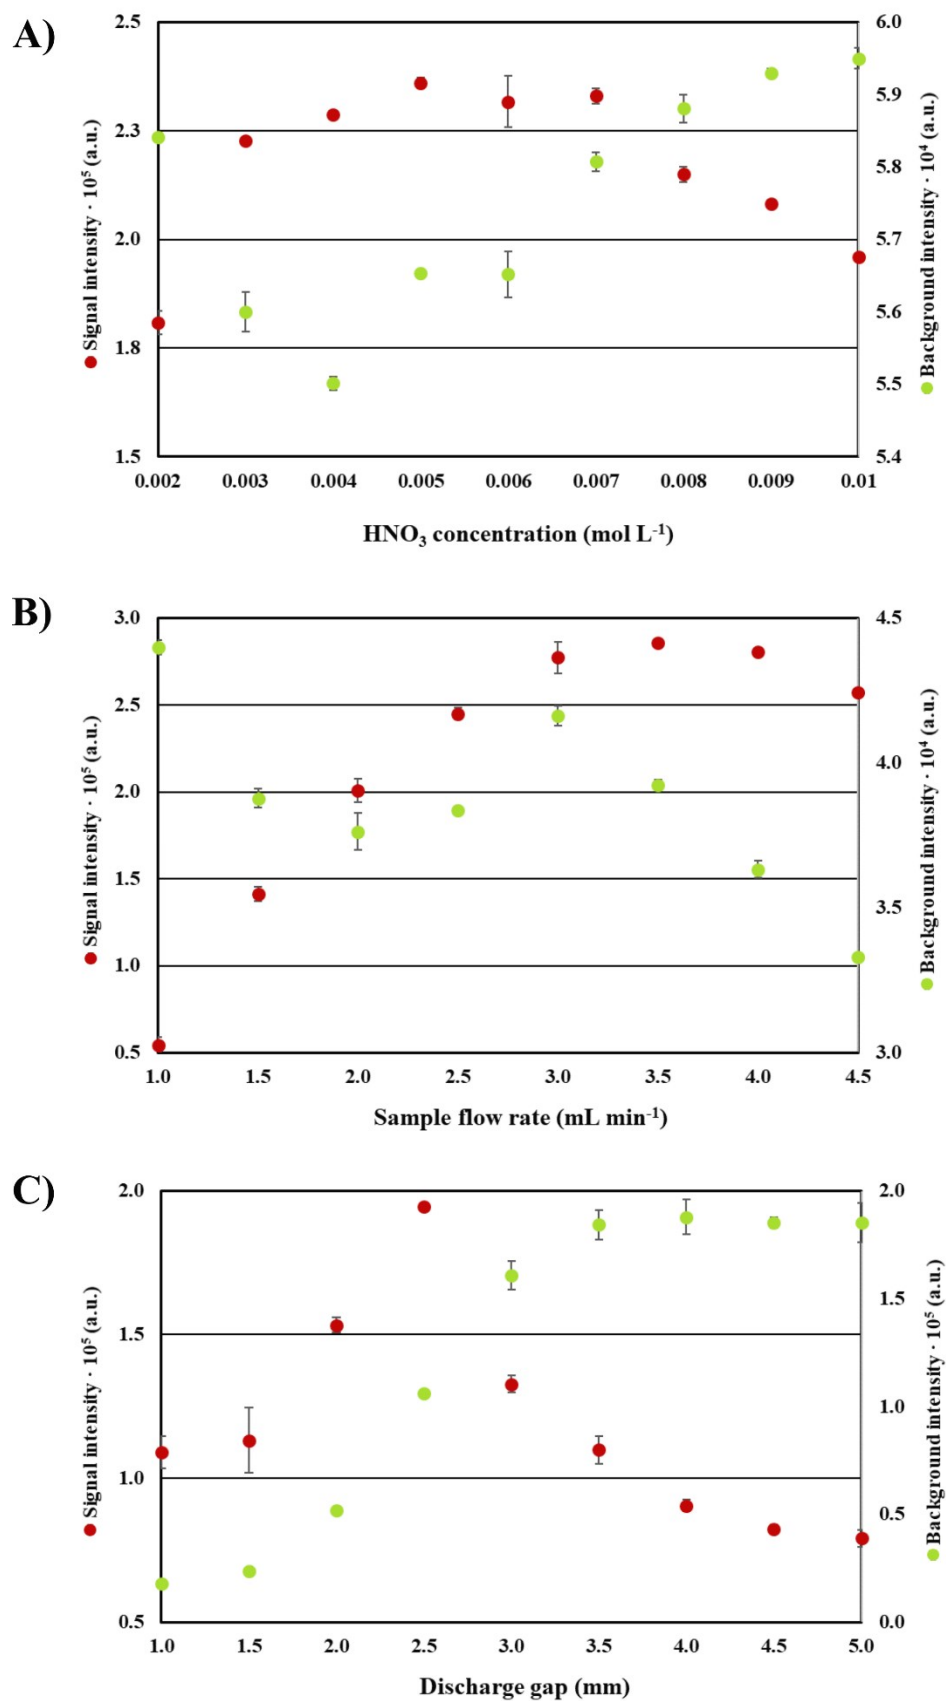 A)
2.5
2.3
2.0
1.8
1.5
Signal intensity · 10⁵ (a.u.)
6.0
5.9
5.8
5.7
5.6
5.5
5.4
Background intensity · 10⁴ (a.u.)
0.002 0.003 0.004 0.005 0.006 0.007 0.008 0.009 0.01
HNO₃ concentration (mol L⁻¹)
B)
3.0
2.5
2.0
1.5
1.0
0.5
Signal intensity · 10⁵ (a.u.)
4.5
4.0
3.5
3.0
Background intensity · 10⁴ (a.u.)
1.0 1.5 2.0 2.5 3.0 3.5 4.0 4.5
Sample flow rate (mL min⁻¹)
C)
2.0
1.5
1.0
0.5
Signal intensity · 10⁵ (a.u.)
2.0
1.5
1.0
0.5
0.0
Background intensity · 10⁵ (a.u.)
1.0 1.5 2.0 2.5 3.0 3.5 4.0 4.5 5.0
Discharge gap (mm)